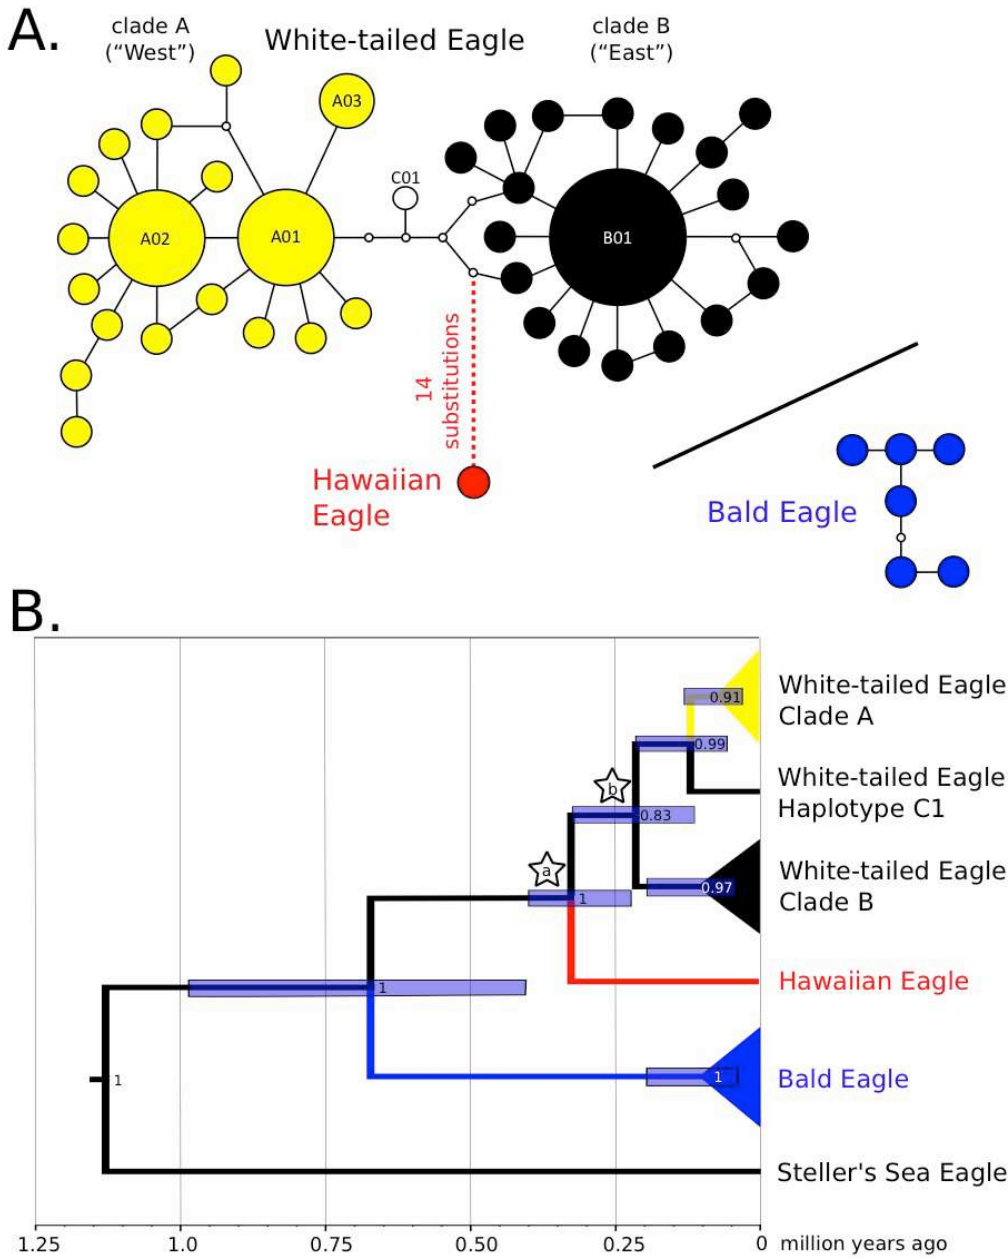 A.
clade A
("West")
White-tailed Eagle
clade B
("East")
A03
C01
A02
A01
B01
14
substitutions
Hawaiian
Eagle
Bald Eagle
B.
0.91
White-tailed Eagle
Clade A
0.99
White-tailed Eagle
Haplotype C1
b
0.83
White-tailed Eagle
Clade B
0.97
a
1
Hawaiian Eagle
1
1
Bald Eagle
1
Steller's Sea Eagle
1.25
1.0
0.75
0.50
0.25
0
million years ago